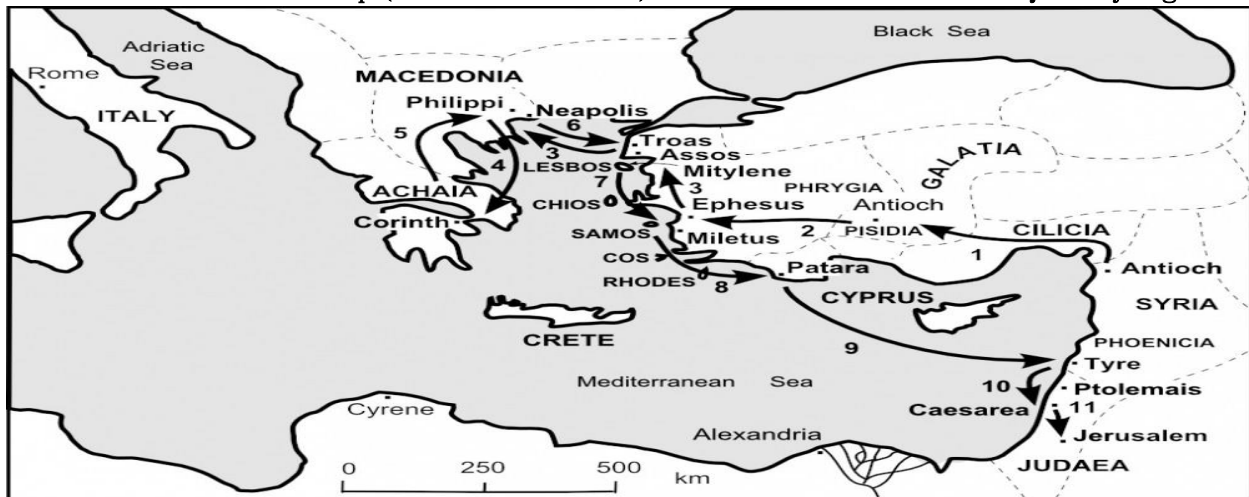 Black Sea
Adriatic
Sea
Rome
MACEDONIA
Philippi
Neapolis
ITALY
5
6
3
Troas
Assos
4
LESBOS
Mitylene
7
3
GALATIA
PHRYGIA
ACHAIA
CHIOS
Ephesus
Antioch
Corinth
2
PISIDIA
CILICIA
SAMOS
Miletus
1
COS
Patara
Antioch
RHODES
8
CYPRUS
SYRIA
CRETE
9
PHOENICIA
Tyre
Mediterranean Sea
10
Ptolemais
Cyrene
Caesarea
11
Alexandria
Jerusalem
0 250 500
km
JUDAEA